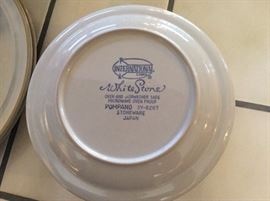 INTERNATIONAL
White Stone
OVEN AND DISHWASHER SAFE
MICROWAVE OVEN PROOF
POMPANO
STONEWARE
JAPAN